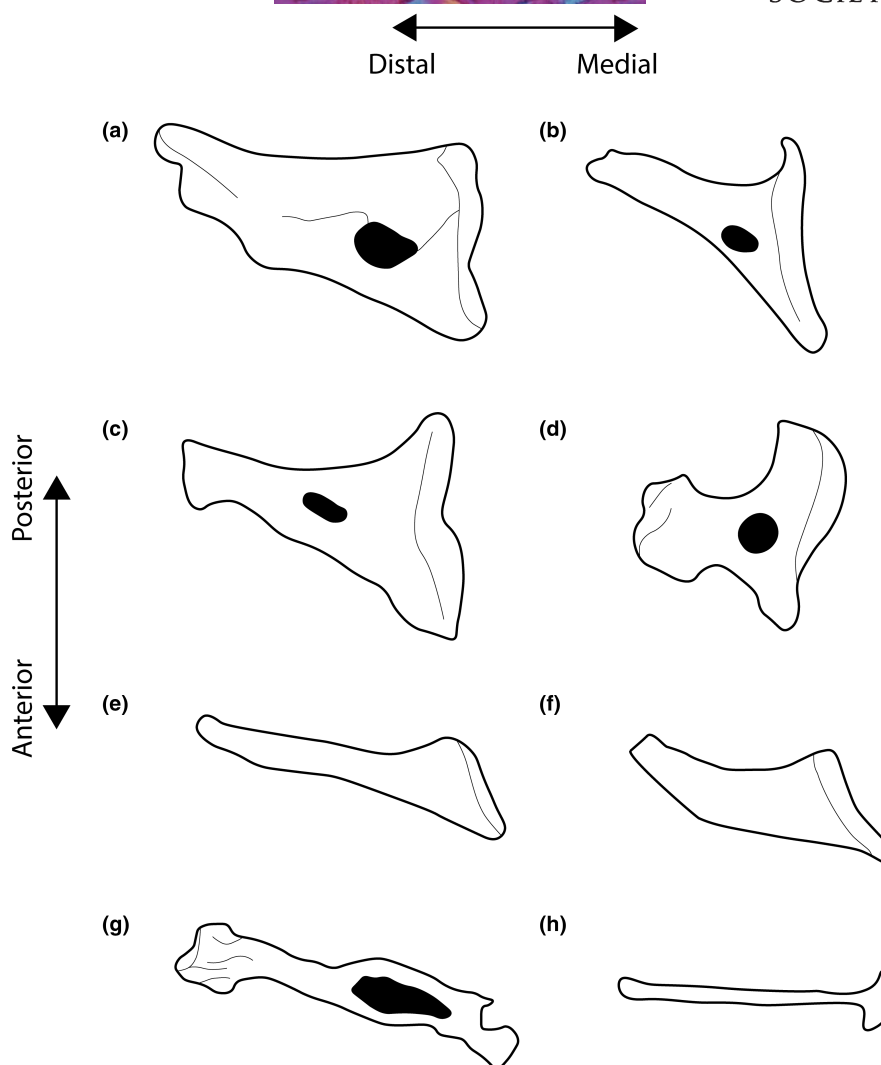 Distal Medial
(a) (b)
(c) (d)
Posterior
Anterior
(e) (f)
(g) (h)